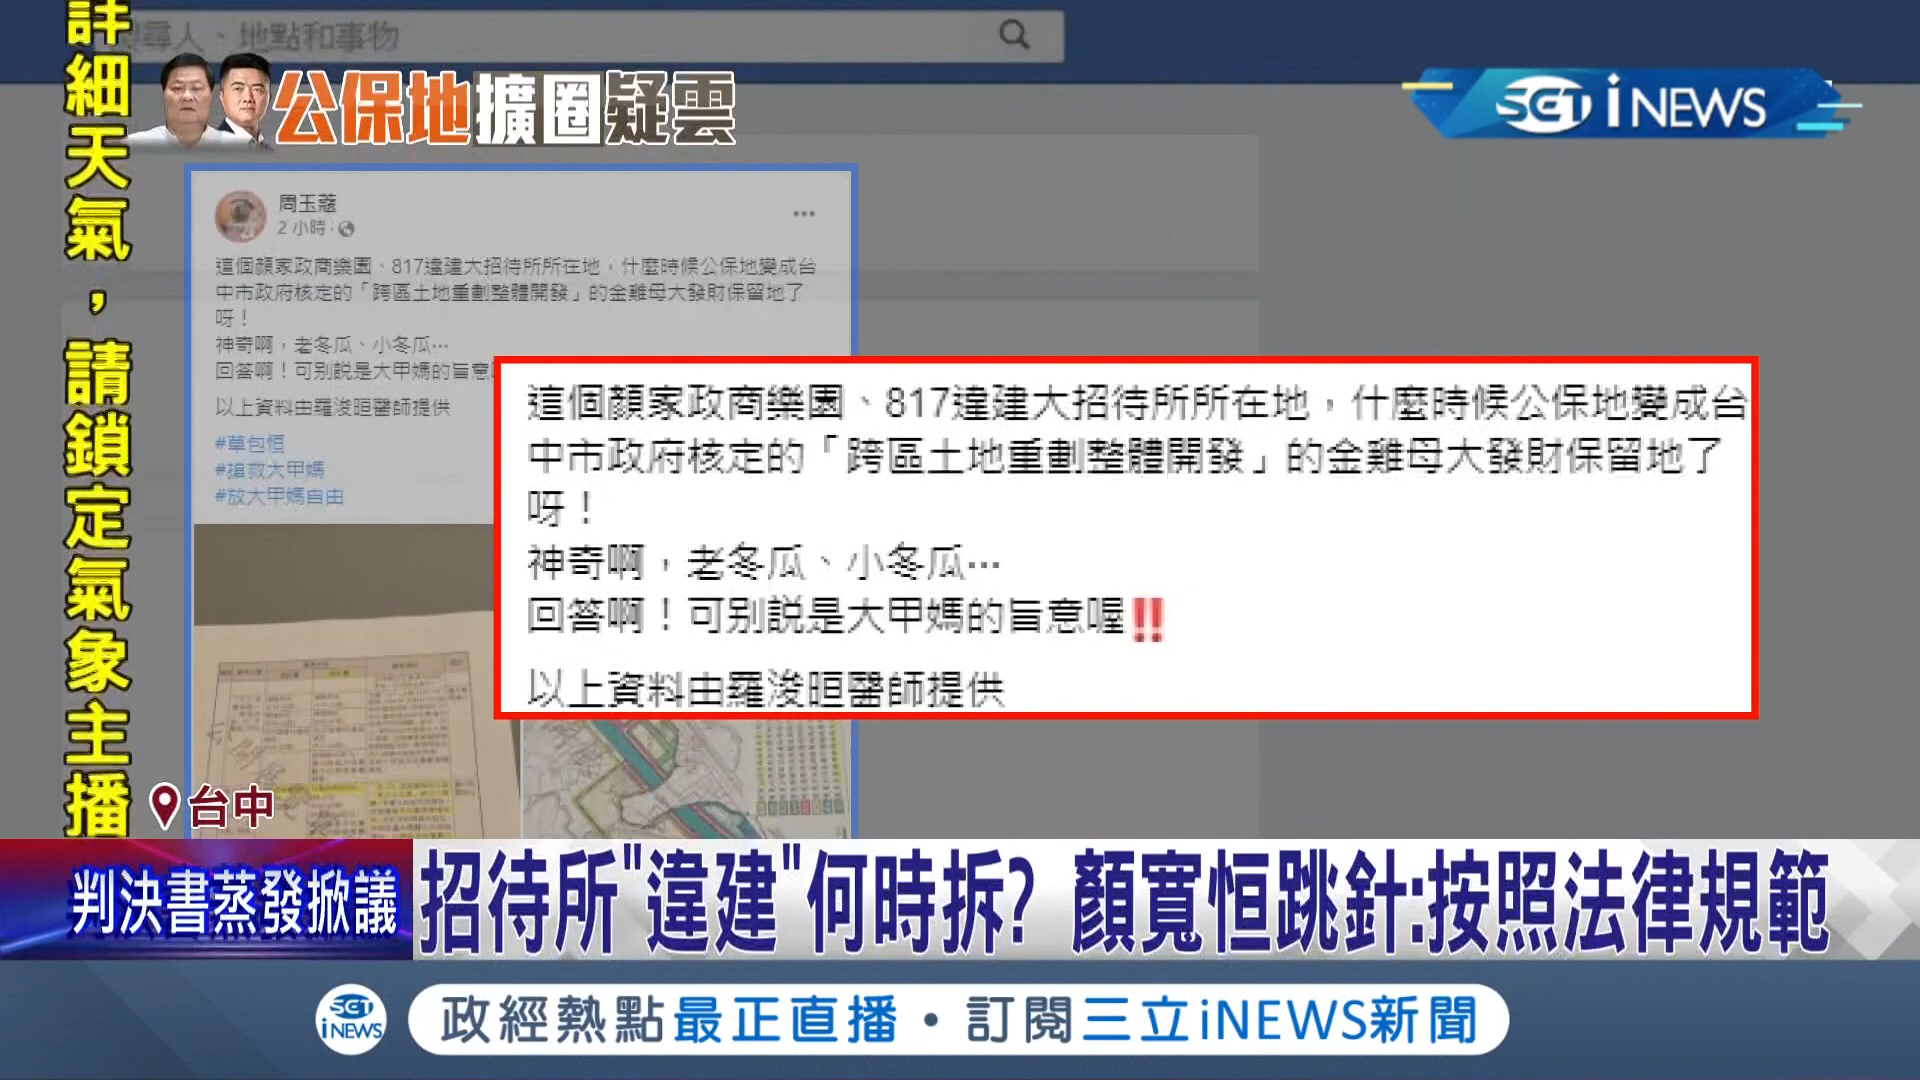 詳細天氣，請鎖定氣象主播
搜尋人、地點和事物
公保地擴圈疑雲
SET iNEWS
周玉蔻
2 小時
這個顏家政商樂園、817違建大招待所所在地，什麼時候公保地變成台
中市政府核定的「跨區土地重劃整體開發」的金雞母大發財保留地了
呀！
神奇啊，老冬瓜、小冬瓜…
回答啊！可別説是大甲媽的旨意
以上資料由羅浚晅醫師提供
#草包恒
#搶救大甲媽
#放大甲媽自由
這個顏家政商樂園、817違建大招待所所在地，什麼時候公保地變成台
中市政府核定的「跨區土地重劃整體開發」的金雞母大發財保留地了
呀！
神奇啊，老冬瓜、小冬瓜…
回答啊！可別説是大甲媽的旨意喔‼
以上資料由羅浚晅醫師提供
台中
判決書蒸發掀議
招待所"違建"何時拆? 顏寬恒跳針:按照法律規範
SET iNEWS
政經熱點最正直播・訂閱三立iNEWS新聞